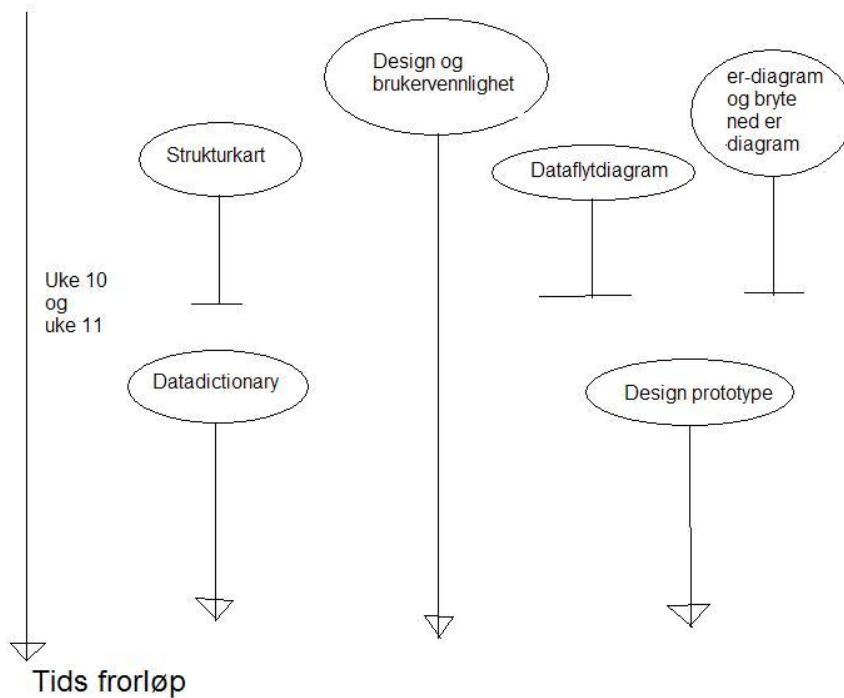 Design og
brukervennlighet
er-diagram
og bryte
ned er
diagram
Strukturkart
Dataflytdiagram
Uke 10
og
uke 11
Datadictionary
Design prototype
Tids frorløp